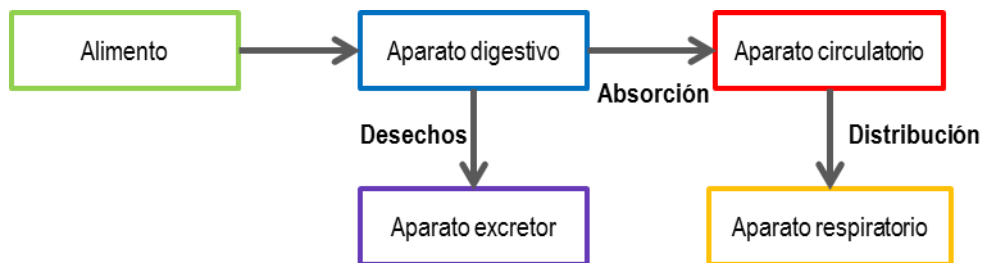 Alimento
Aparato digestivo
Aparato circulatorio
Absorción
Desechos
Distribución
Aparato excretor
Aparato respiratorio